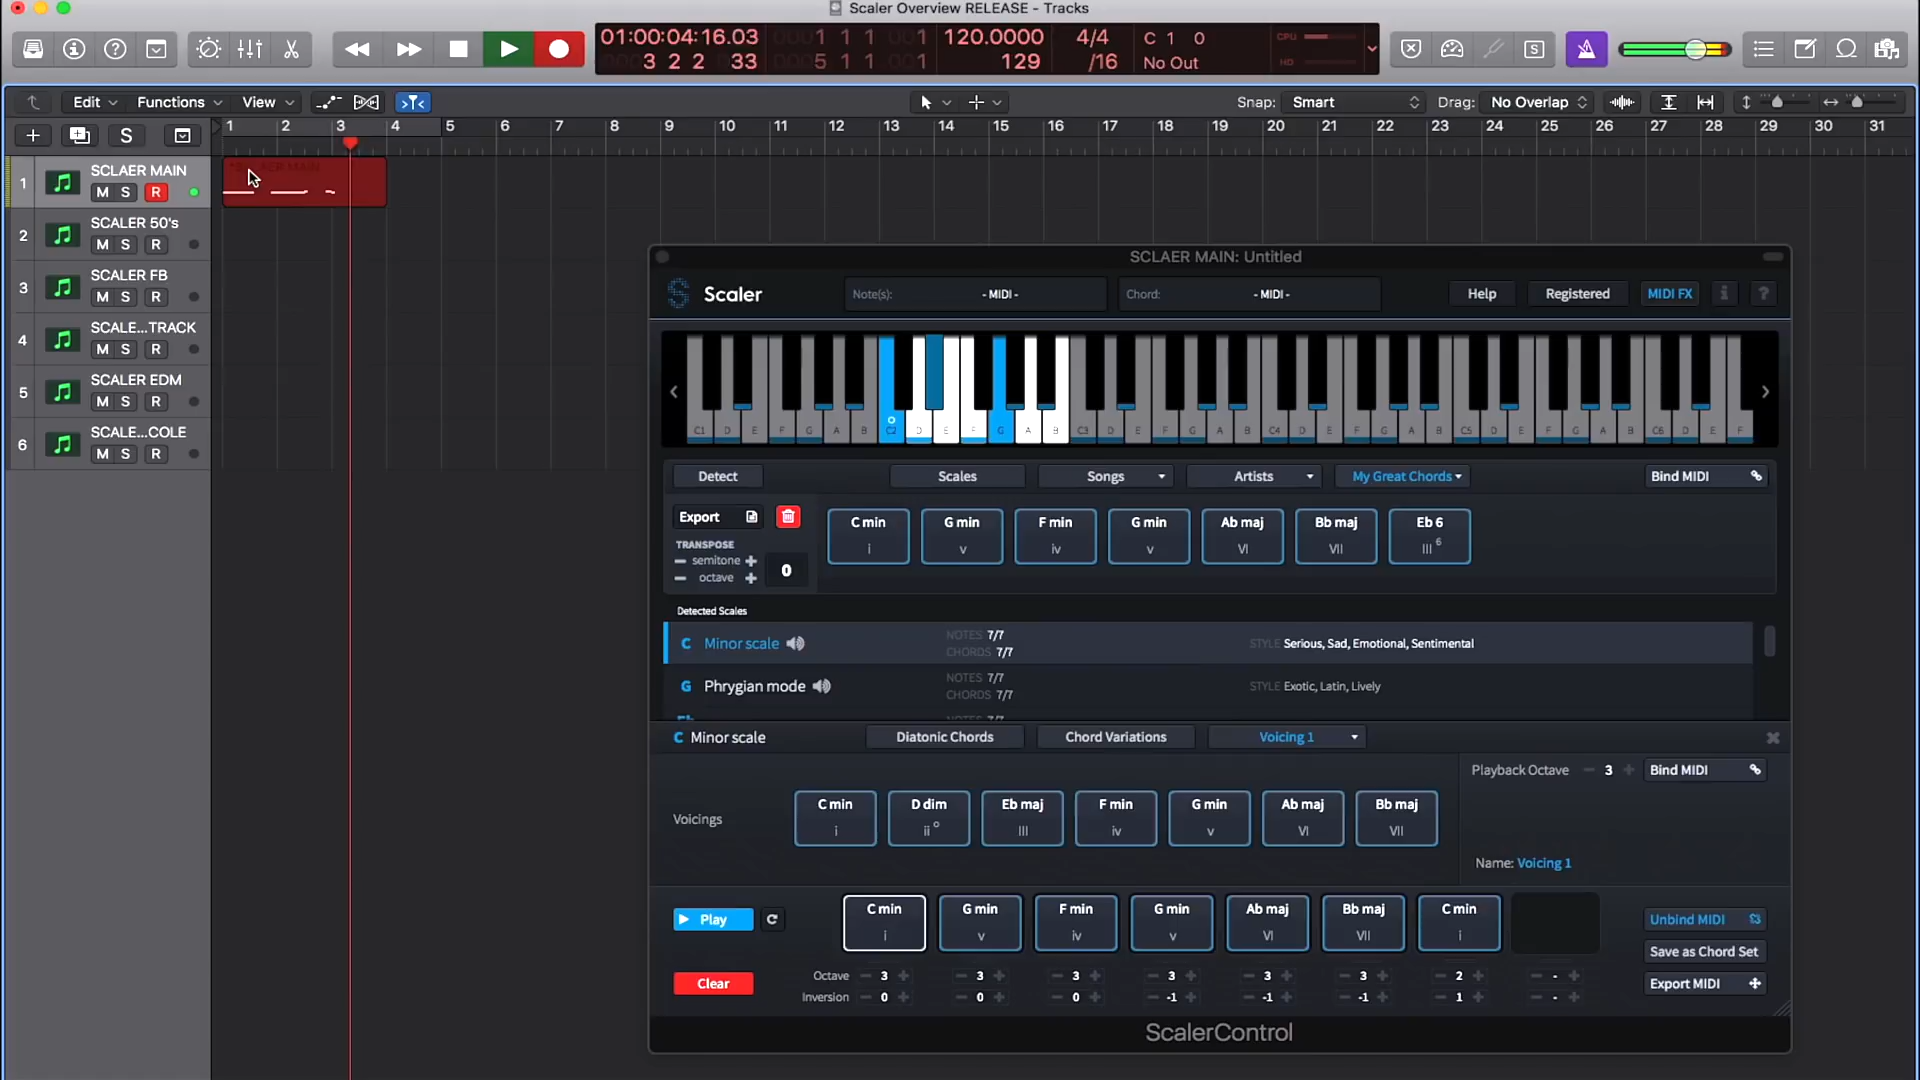 Scaler Overview RELEASE - Tracks
01:00:04:16.03
3 2 2 33
1 1 1
5 1 1 1
120.0000
129
4/4
/16
C 1 0
No Out
CPU
HD
Edit Functions View
Snap: Smart Drag: No Overlap
S
1 2 3 4 5 6 7 8 9 10 11 12 13 14 15 16 17 18 19 20 21 22 23 24 25 26 27 28 29 30 31
1 SCLAER MAIN
M S R
2 SCALER 50's
M S R
3 SCALER FB
M S R
4 SCALE...TRACK
M S R
5 SCALER EDM
M S R
6 SCALE...COLE
M S R
SCLAER MAIN: Untitled
Scaler Note(s): - MIDI - Chord: - MIDI - Help Registered MIDI FX i ?
C1 D E F G A B C2 D E F G A B C3 D E F G A B C4 D E F G A B C5 D E F G A B C6 D E F
Detect Scales Songs Artists My Great Chords Bind MIDI
Export
TRANSPOSE
semitone
octave
0
C min G min F min G min Ab maj Bb maj Eb 6
i v iv v VI VII III 6
Detected Scales
C Minor scale NOTES 7/7 CHORDS 7/7 STYLE Serious, Sad, Emotional, Sentimental
G Phrygian mode NOTES 7/7 CHORDS 7/7 STYLE Exotic, Latin, Lively
C Minor scale Diatonic Chords Chord Variations Voicing 1
Playback Octave - 3 + Bind MIDI
Voicings
C min D dim Eb maj F min G min Ab maj Bb maj
i ii o III iv v VI VII
Name: Voicing 1
Play
C min G min F min G min Ab maj Bb maj C min
i v iv v VI VII i
Unbind MIDI
Save as Chord Set
Clear
Octave - 3 + - 3 + - 3 + - 3 + - 3 + - 3 + - 2 + - - +
Inversion - 0 + - 0 + - 0 + - -1 + - -1 + - -1 + - 1 + - - +
Export MIDI
ScalerControl